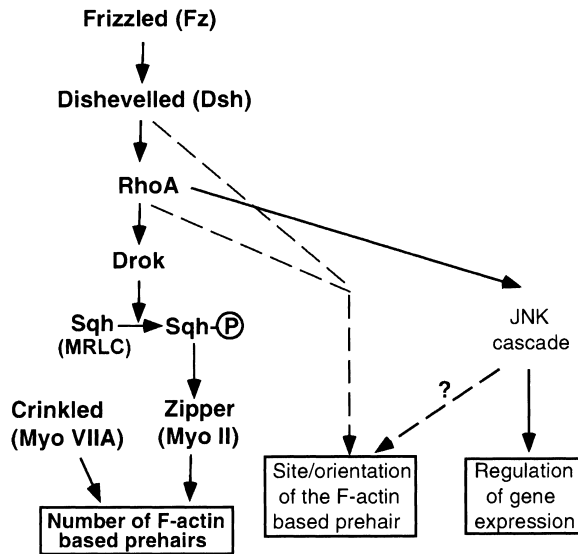 Frizzled (Fz)
Dishevelled (Dsh)
RhoA
Drok
Sqh
(MRLC)
Sqh-P
JNK
cascade
?
Crinkled
(Myo VIIA)
Zipper
(Myo II)
Number of F-actin
based prehairs
Site/orientation
of the F-actin
based prehair
Regulation
of gene
expression